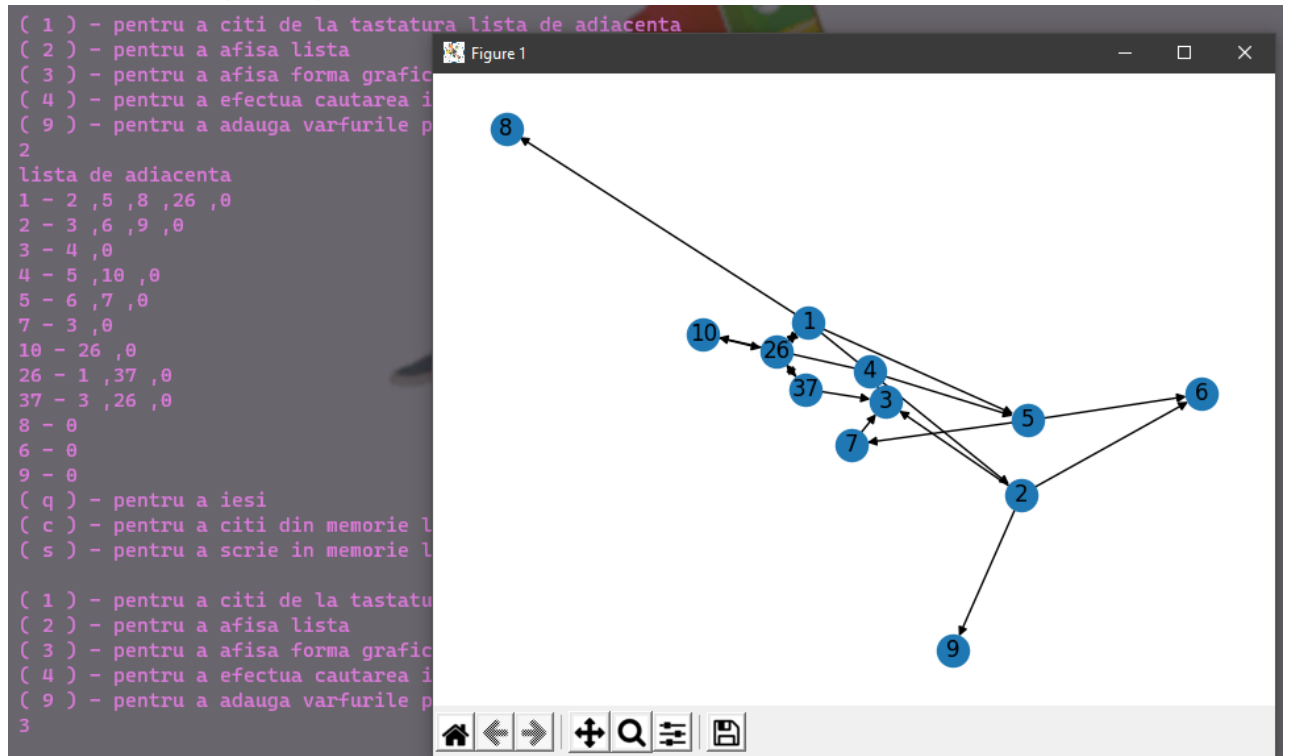 ( 1 ) - pentru a citi de la tastatura lista de adiacenta
( 2 ) - pentru a afisa lista
( 3 ) - pentru a afisa forma grafic
( 4 ) - pentru a efectua cautarea i
( 9 ) - pentru a adauga varfurile p
2
lista de adiacenta
1 - 2 ,5 ,8 ,26 ,0
2 - 3 ,6 ,9 ,0
3 - 4 ,0
4 - 5 ,10 ,0
5 - 6 ,7 ,0
7 - 3 ,0
10 - 26 ,0
26 - 1 ,37 ,0
37 - 3 ,26 ,0
8 - 0
6 - 0
9 - 0
( q ) - pentru a iesi
( c ) - pentru a citi din memorie l
( s ) - pentru a scrie in memorie l
( 1 ) - pentru a citi de la tastatu
( 2 ) - pentru a afisa lista
( 3 ) - pentru a afisa forma grafic
( 4 ) - pentru a efectua cautarea i
( 9 ) - pentru a adauga varfurile p
3
Figure 1
8
1
10
26
4
37
3
6
5
7
2
9